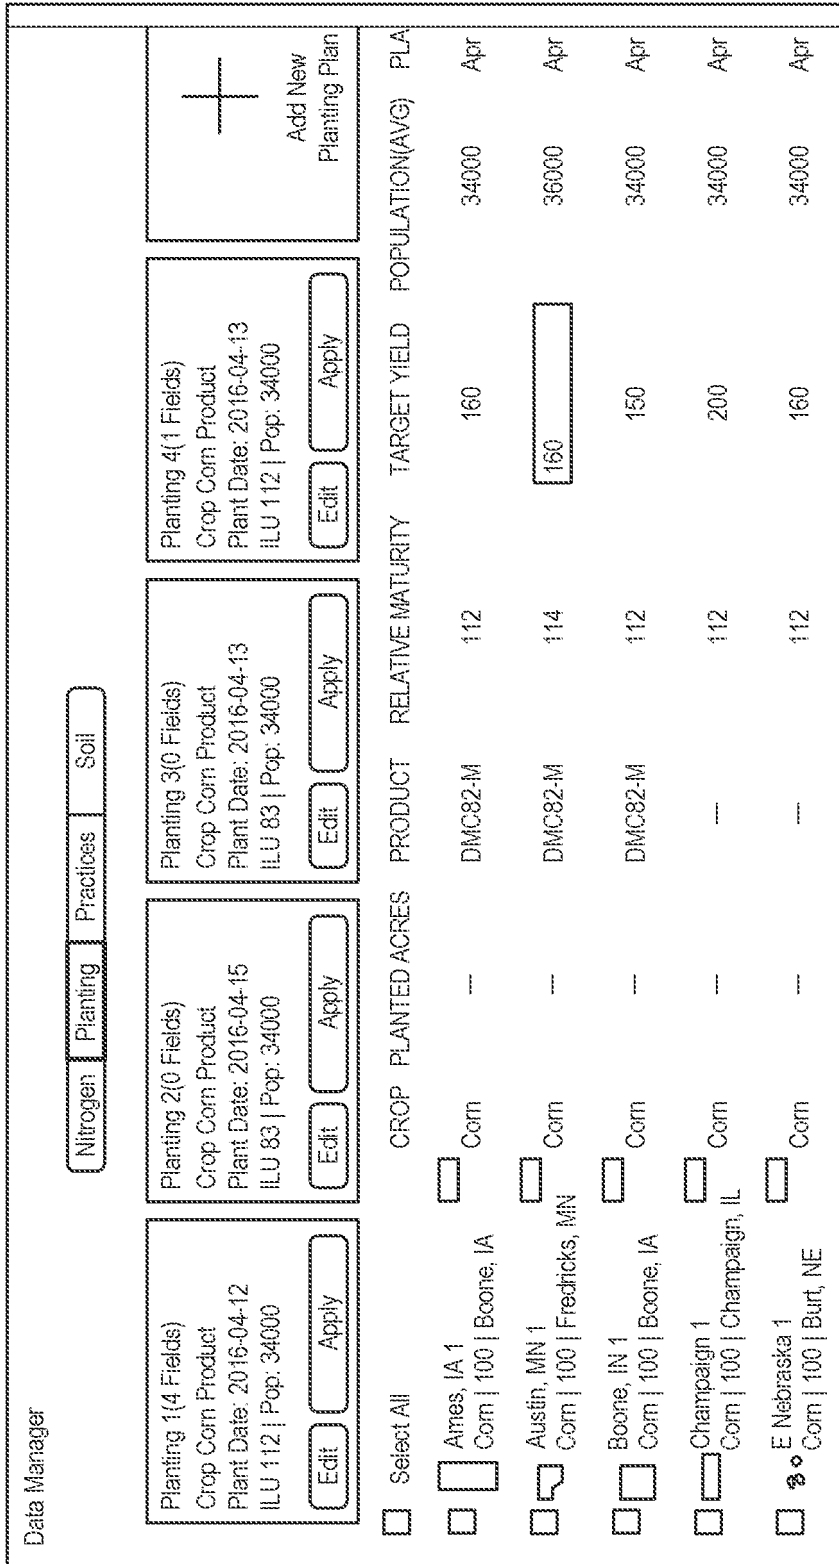 Data Manager
Nitrogen Planting Practices Soil
Planting 1(4 Fields)
Crop Corn Product
Plant Date: 2016-04-12
ILU 112 | Pop: 34000
Edit Apply
Planting 2(0 Fields)
Crop Corn Product
Plant Date: 2016-04-15
ILU 83 | Pop: 34000
Edit Apply
Planting 3(0 Fields)
Crop Corn Product
Plant Date: 2016-04-13
ILU 83 | Pop: 34000
Edit Apply
Planting 4(1 Fields)
Crop Corn Product
Plant Date: 2016-04-13
ILU 112 | Pop: 34000
Edit Apply
Add New
Planting Plan
Select All CROP PLANTED ACRES PRODUCT RELATIVE MATURITY TARGET YIELD POPULATION(AVG) PLA
Ames, IA 1
Corn | 100 | Boone, IA Corn -- DMC82-M 112 160 34000 Apr
Austin, MN 1
Corn | 100 | Fredricks, MN Corn -- DMC82-M 114 160 36000 Apr
Boone, IN 1
Corn | 100 | Boone, IA Corn -- DMC82-M 112 150 34000 Apr
Champaign 1
Corn | 100 | Champaign, IL Corn -- -- 112 200 34000 Apr
E Nebraska 1
Corn | 100 | Burt, NE Corn -- -- 112 160 34000 Apr